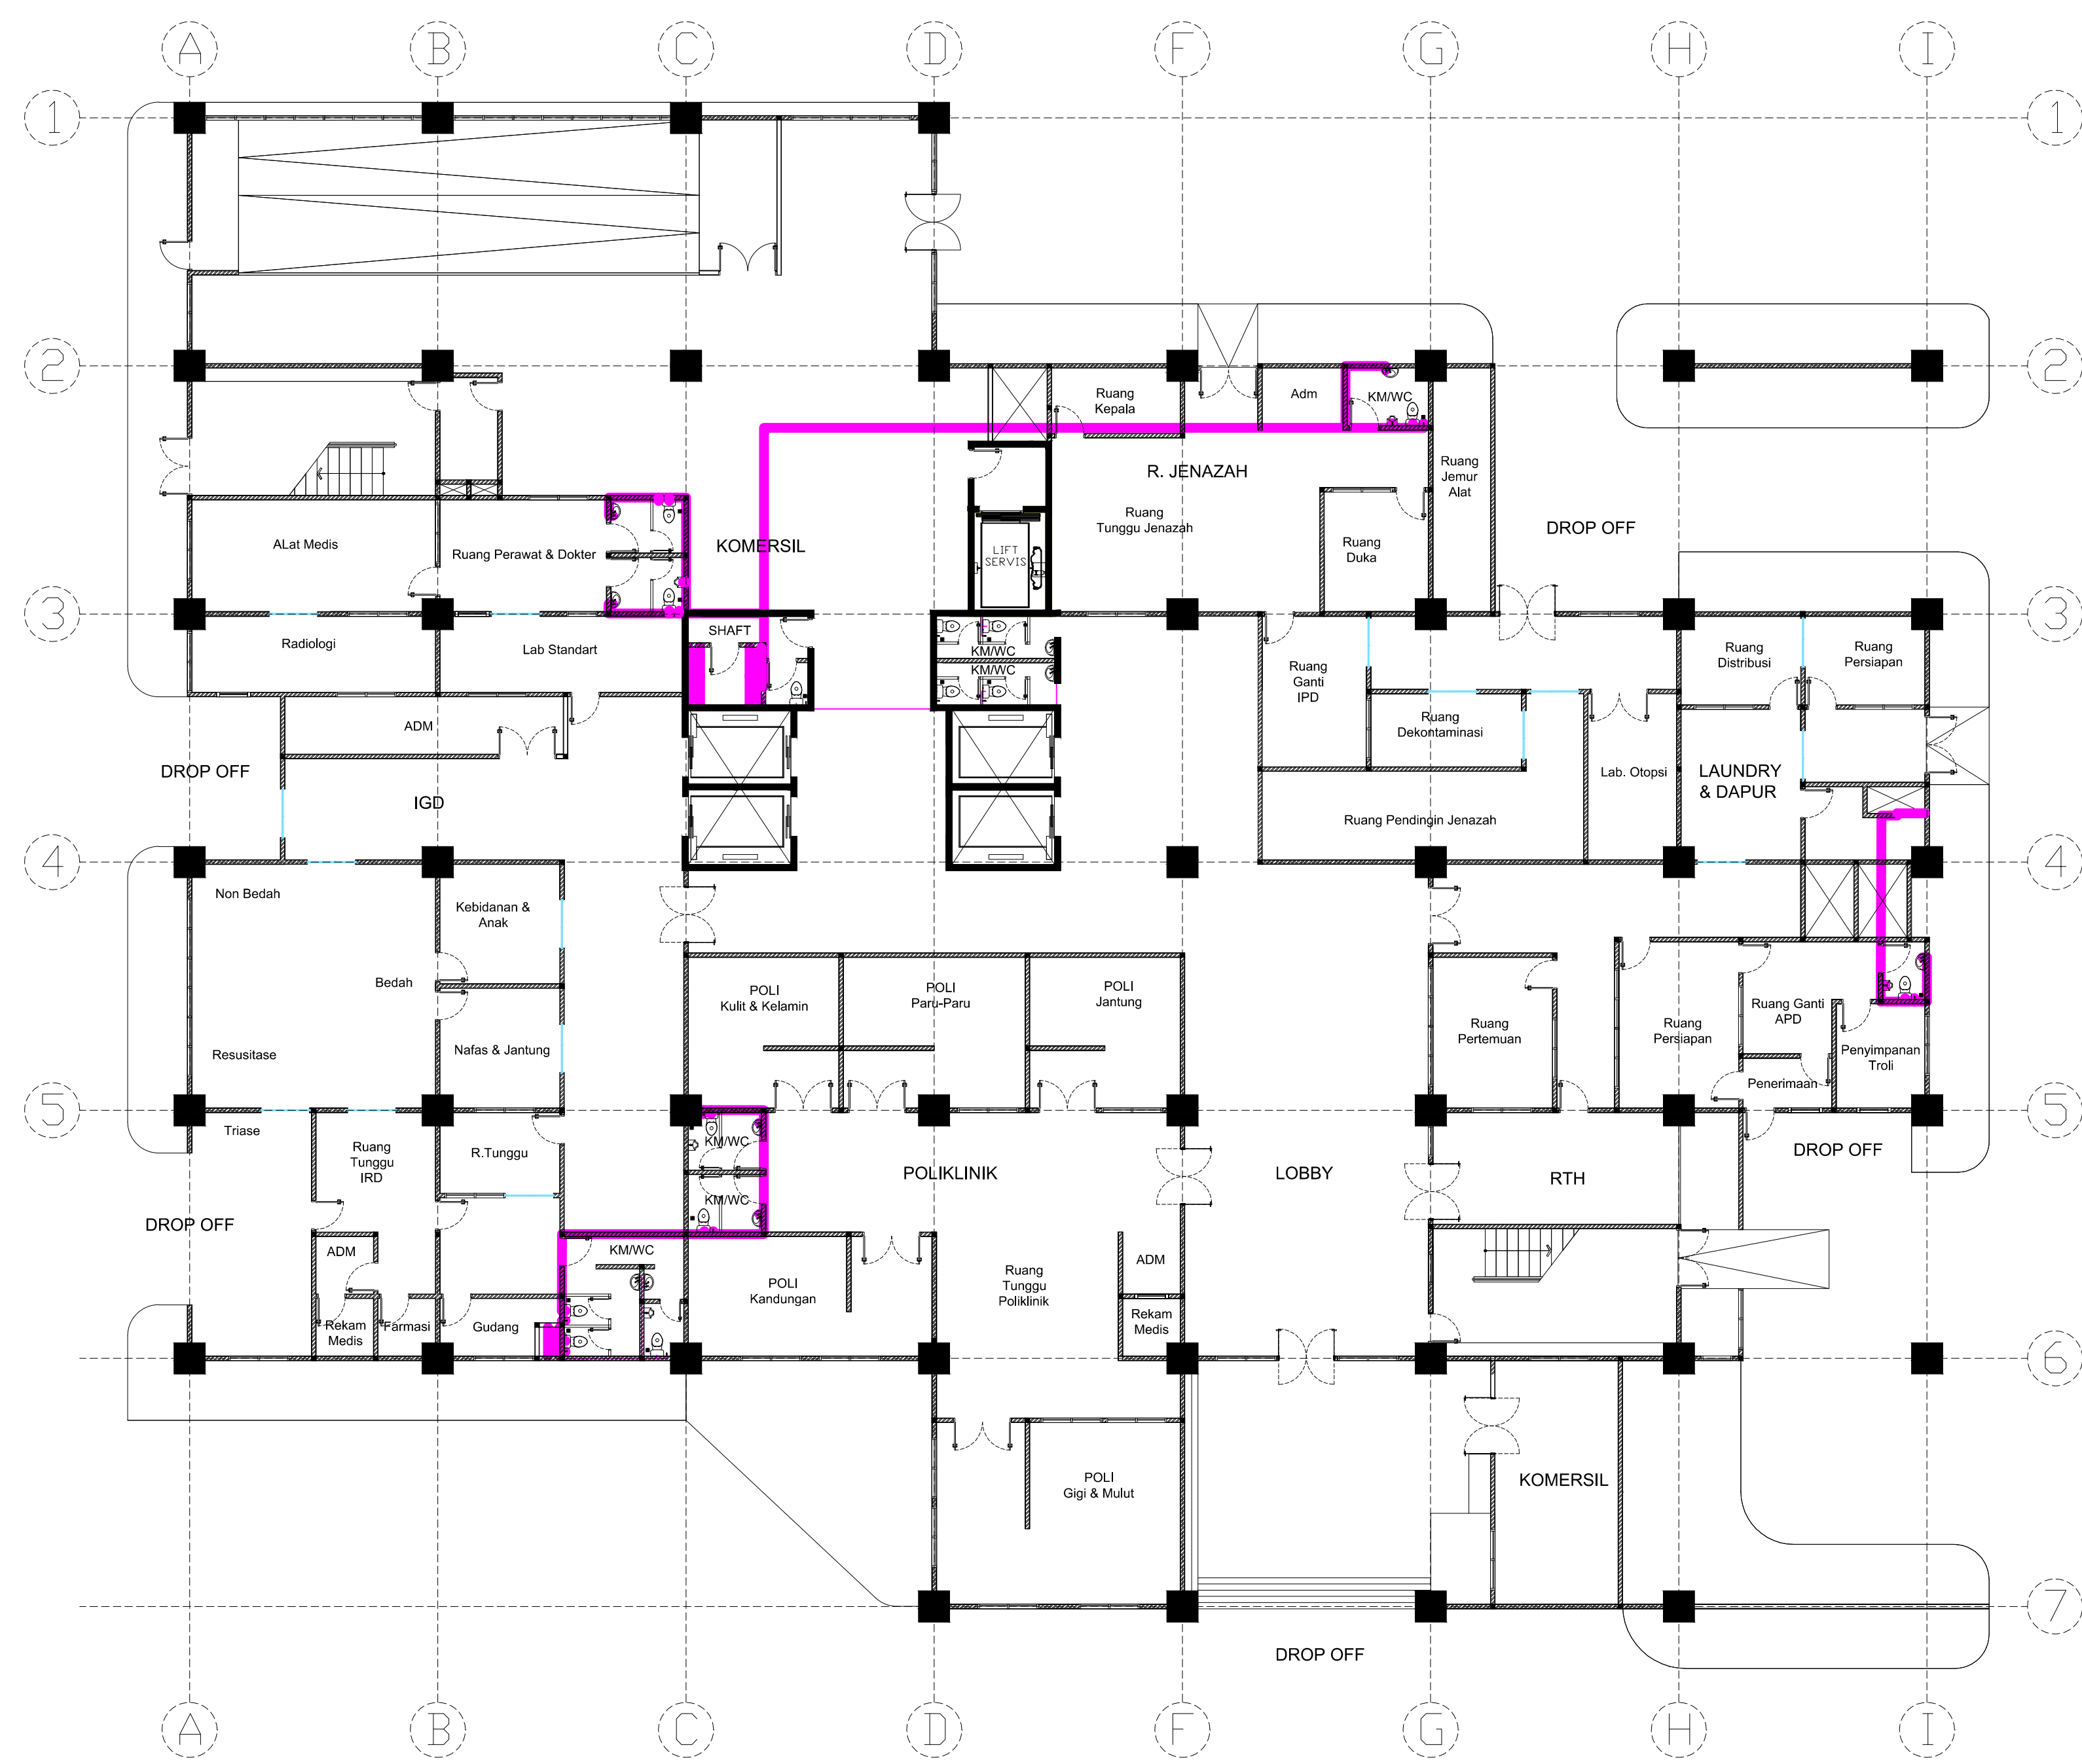 A B C D F G H I
1 1
2 2
Ruang
Kepala
Adm
KM/WC
R. JENAZAH
Ruang
Jemur
Alat
Ruang
Tunggu Jenazah
DROP OFF
ALat Medis
Ruang Perawat & Dokter
KOMERSIL
LIFT
SERVIS
Ruang
Duka
3 3
Radiologi
Lab Standart
SHAFT
KM/WC
KM/WC
Ruang
Ganti
IPD
Ruang
Distribusi
Ruang
Persiapan
ADM
Ruang
Dekontaminasi
DROP OFF
Lab. Otopsi
LAUNDRY
& DAPUR
IGD
Ruang Pendingin Jenazah
4 4
Non Bedah
Kebidanan &
Anak
Bedah
POLI
Kulit & Kelamin
POLI
Paru-Paru
POLI
Jantung
Ruang
Pertemuan
Ruang
Persiapan
Ruang Ganti
APD
Resusitase
Nafas & Jantung
Penyimpanan
Troli
Penerimaan
5 5
Triase
Ruang
Tunggu
IRD
R.Tunggu
KM/WC
KM/WC
POLIKLINIK
LOBBY
RTH
DROP OFF
DROP OFF
ADM
KM/WC
POLI
Kandungan
Ruang
Tunggu
Poliklinik
ADM
Rekam
Medis
Farmasi
Gudang
Rekam
Medis
6
POLI
Gigi & Mulut
KOMERSIL
7
DROP OFF
A B C D F G H I